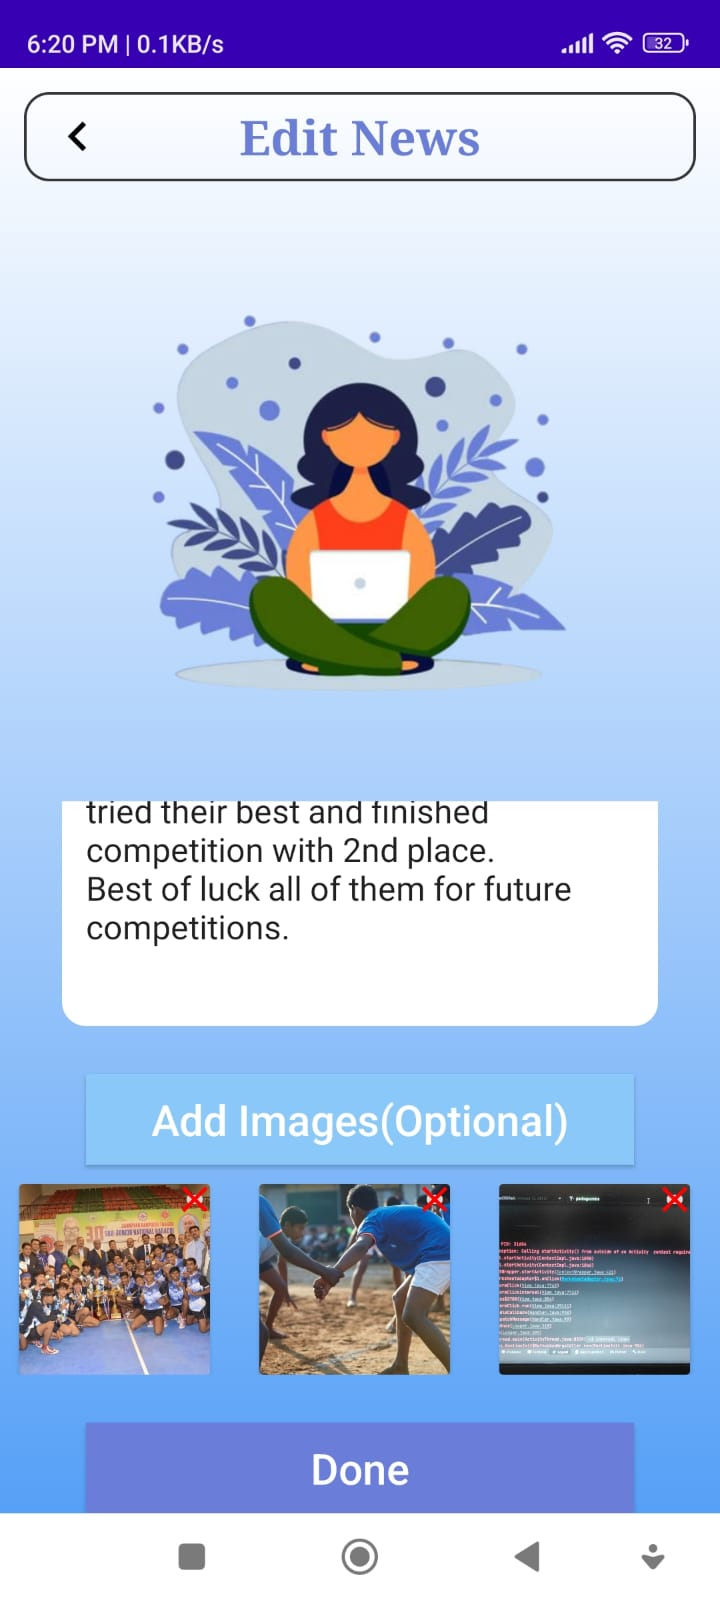 6:20 PM | 0.1KB/s
32
Edit News
tried their best and finished
competition with 2nd place.
Best of luck all of them for future
competitions.
Add Images(Optional)
Done